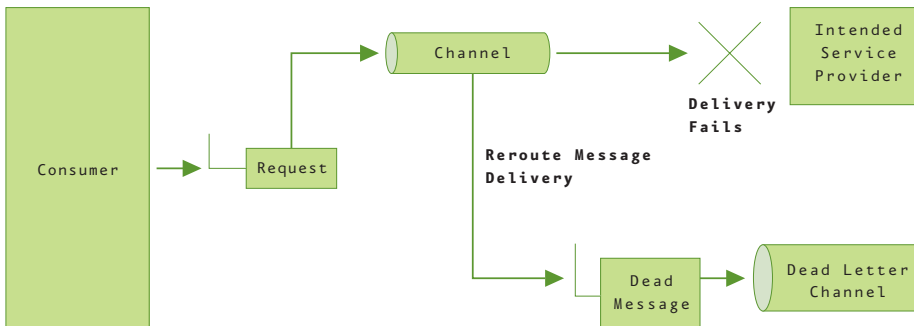 Consumer
Request
Channel
Delivery
Fails
Intended
Service
Provider
Reroute Message
Delivery
Dead
Message
Dead Letter
Channel